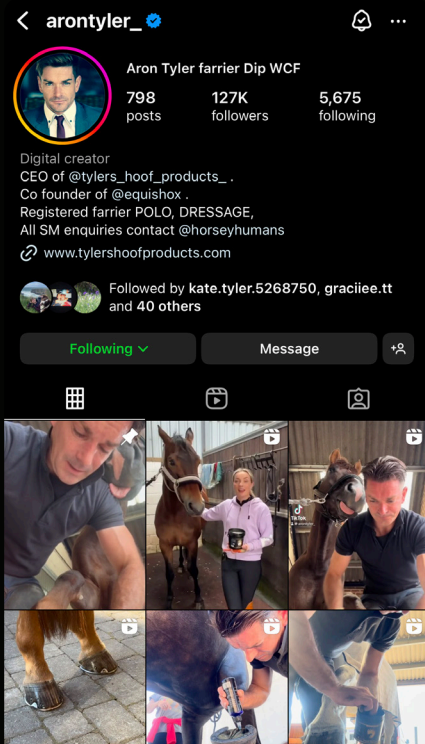 arontyler_
Aron Tyler farrier Dip WCF
798 127K 5,675
posts followers following
Digital creator
CEO of @tylers_hoof_products_ .
Co founder of @equishox .
Registered farrier POLO, DRESSAGE,
All SM enquiries contact @horseyhumans
www.tylershoofproducts.com
Followed by kate.tyler.5268750, graciiee.tt
and 40 others
Following Message
TikTok